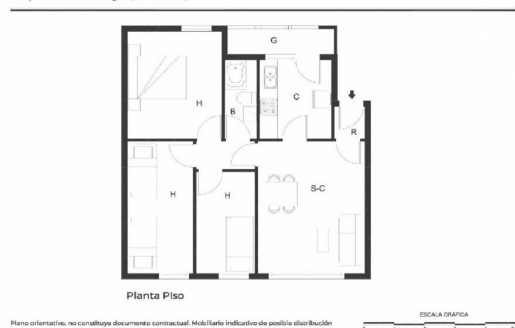 G
H
B
C
R
H
H
S-C
Planta Piso
ESCALA GRÁFICA
Plano orientativo, no constituye documento contractual. Mobiliario indicativo de posible distribución